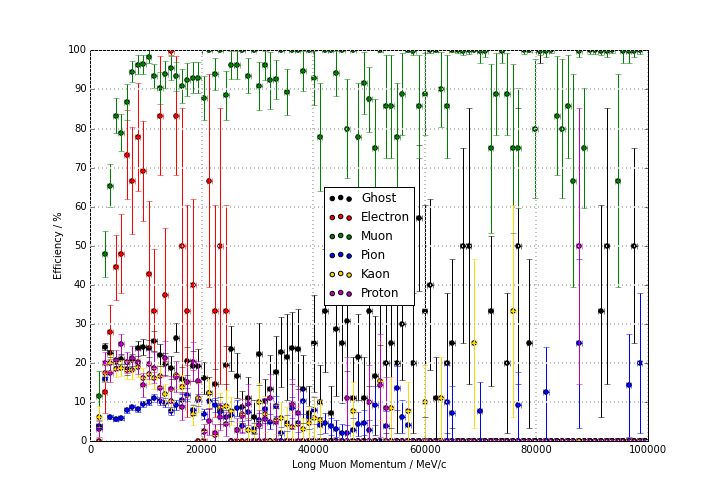 100
90
80
70
60
50
40
30
20
10
0
Efficiency / %
Ghost
Electron
Muon
Pion
Kaon
Proton
0 20000 40000 60000 80000 100000
Long Muon Momentum / MeV/c